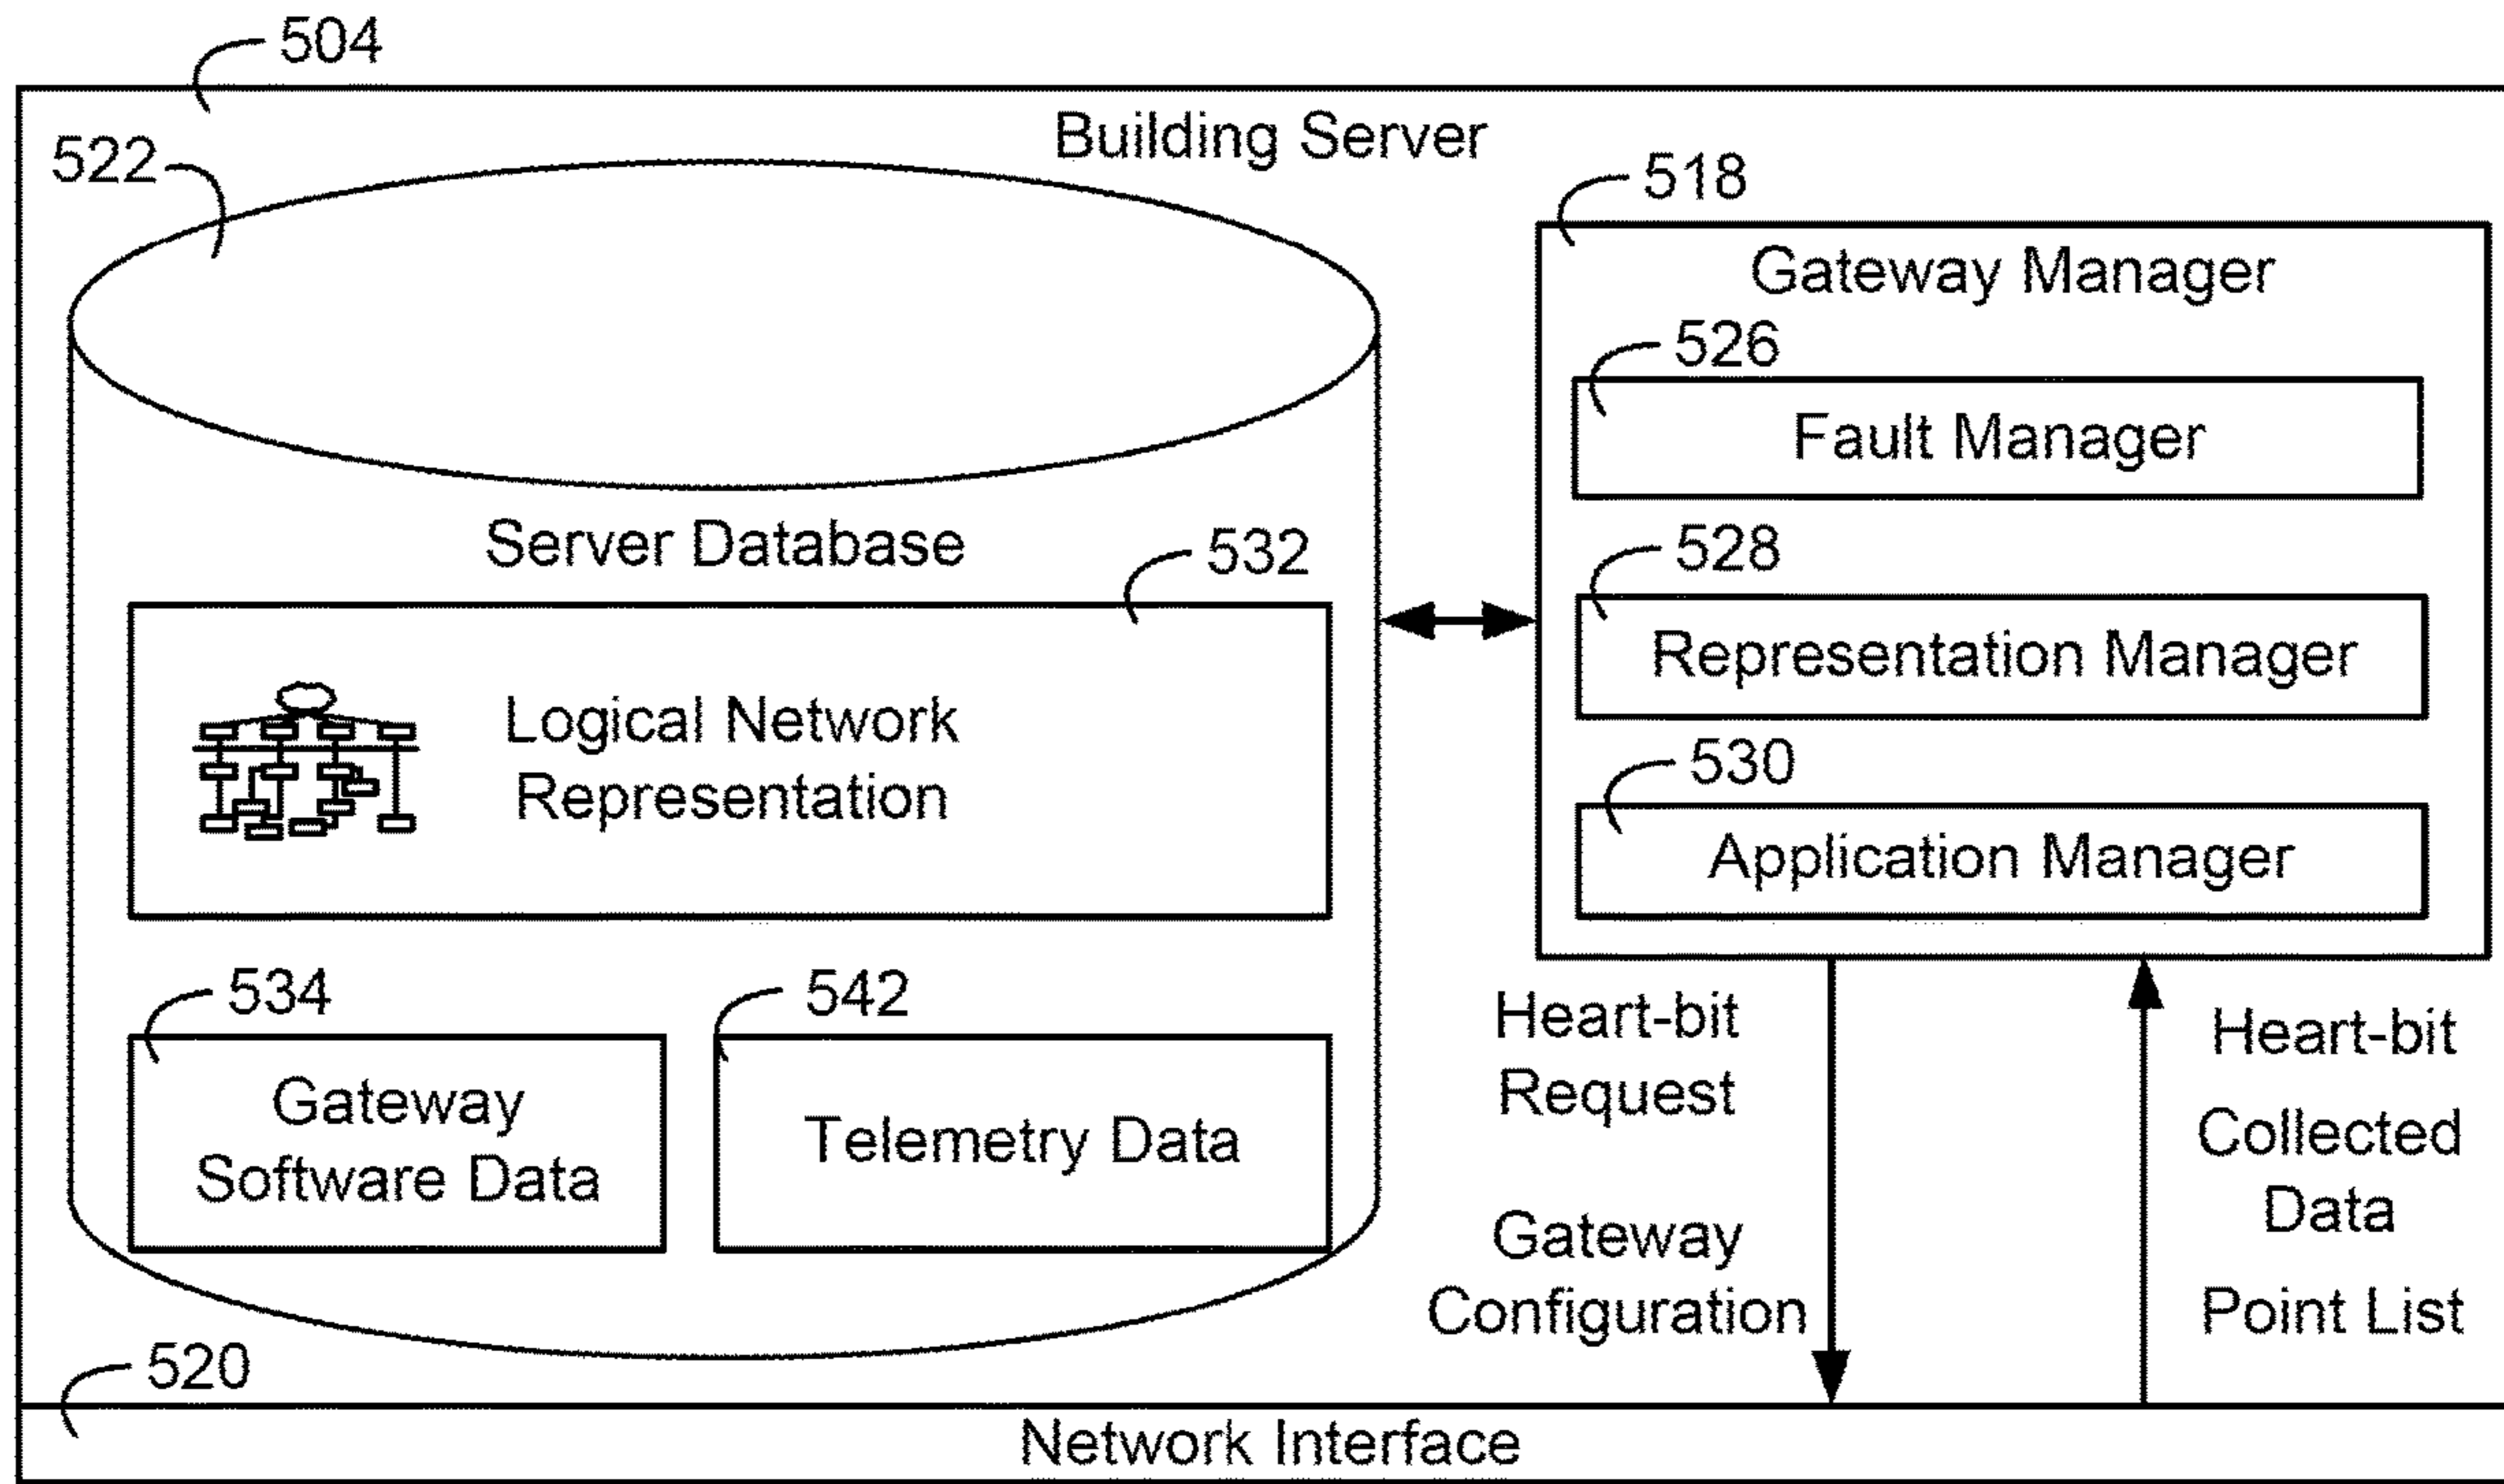 504
Building Server
522
518
Gateway Manager
526
Fault Manager
Server Database
532
528
Representation Manager
Logical Network
Representation
530
Application Manager
534
542
Gateway
Software Data
Telemetry Data
Heart-bit
Request
Gateway
Configuration
Heart-bit
Collected
Data
Point List
520
Network Interface